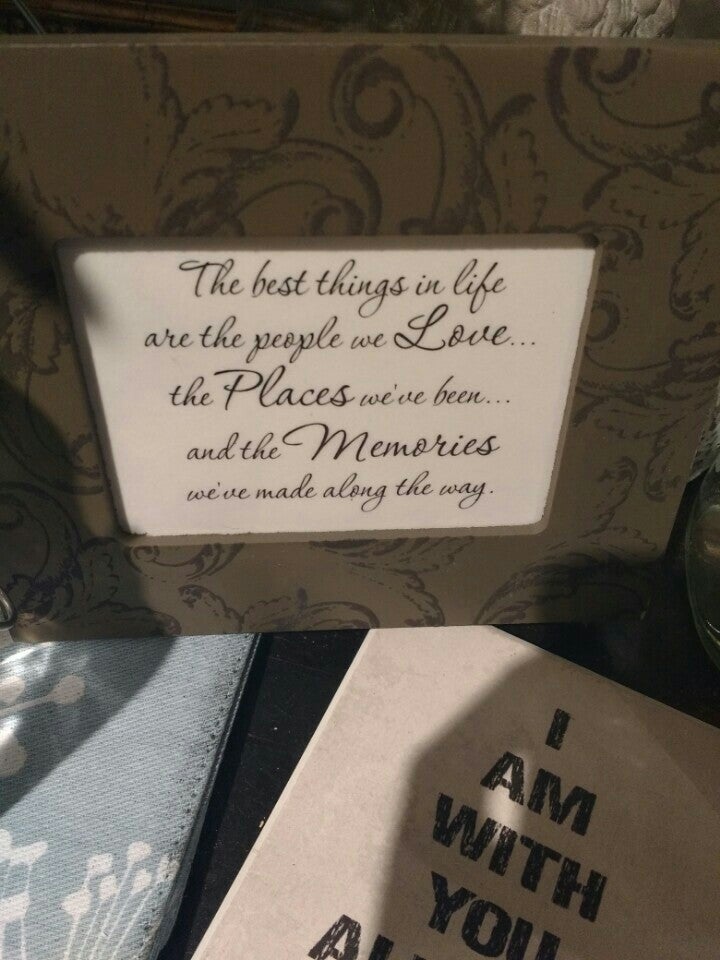 The best things in life
are the people we Love...
the Places we've been...
and the Memories
we've made along the way.
I
AM
WITH
YOU